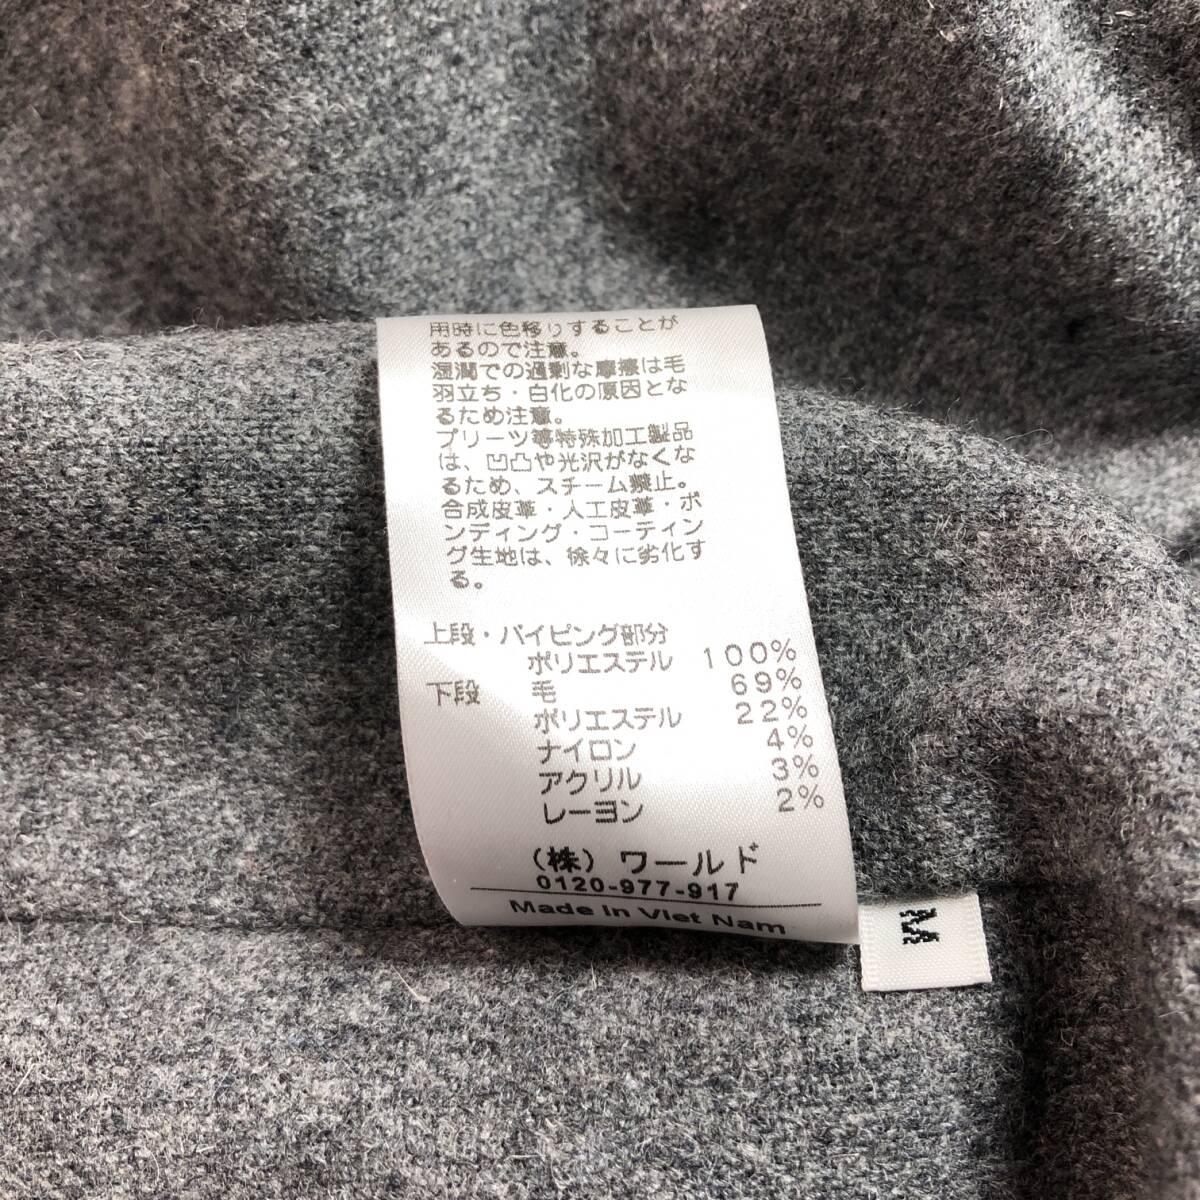 用時に色移りすることが
あるので注意。
湿潤での過剰な摩擦は毛
羽立ち・白化の原因とな
るため注意。
プリーツ等特殊加工製品
は、凹凸や光沢がなくな
るため、スチーム禁止。
合成皮革・人工皮革・ボ
ンディング・コーティン
グ生地は、徐々に劣化す
る。
上段・パイピング部分
ポリエステル 100%
下段 毛 69%
ポリエステル 22%
ナイロン 4%
アクリル 3%
レーヨン 2%
(株) ワールド
0120-977-917
Made in Viet Nam
M